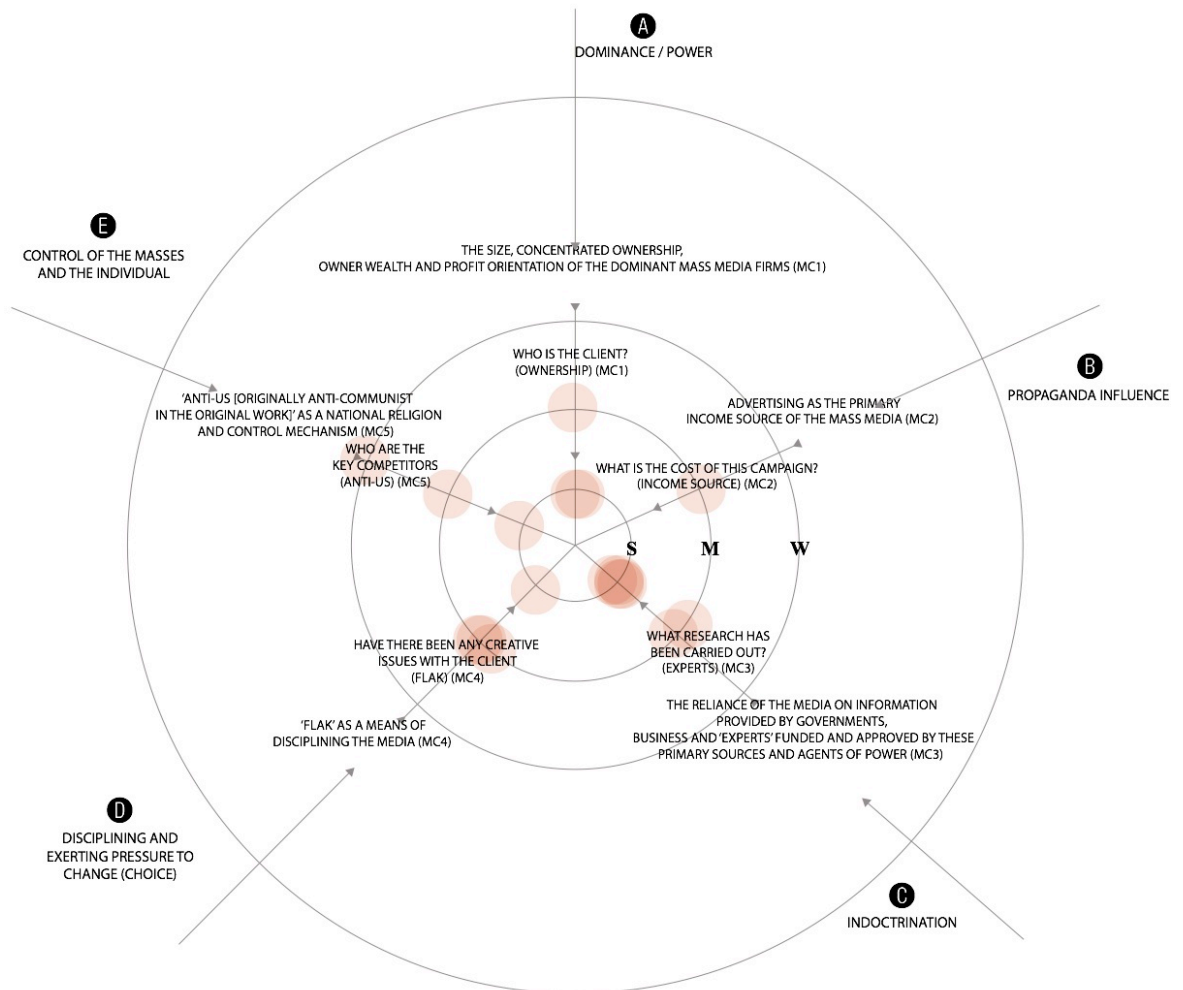 A
DOMINANCE / POWER
E
CONTROL OF THE MASSES
AND THE INDIVIDUAL
THE SIZE, CONCENTRATED OWNERSHIP,
OWNER WEALTH AND PROFIT ORIENTATION OF THE DOMINANT MASS MEDIA FIRMS (MC1)
WHO IS THE CLIENT?
(OWNERSHIP) (MC1)
B
PROPAGANDA INFLUENCE
ADVERTISING AS THE PRIMARY
INCOME SOURCE OF THE MASS MEDIA (MC2)
'ANTI-US [ORIGINALLY ANTI-COMMUNIST
IN THE ORIGINAL WORK]' AS A NATIONAL RELIGION
AND CONTROL MECHANISM (MC5)
WHO ARE THE
KEY COMPETITORS
(ANTI-US) (MC5)
WHAT IS THE COST OF THIS CAMPAIGN?
(INCOME SOURCE) (MC2)
S M W
HAVE THERE BEEN ANY CREATIVE
ISSUES WITH THE CLIENT
(FLAK) (MC4)
WHAT RESEARCH HAS
BEEN CARRIED OUT?
(EXPERTS) (MC3)
'FLAK' AS A MEANS OF
DISCIPLINING THE MEDIA (MC4)
THE RELIANCE OF THE MEDIA ON INFORMATION
PROVIDED BY GOVERNMENTS,
BUSINESS AND 'EXPERTS' FUNDED AND APPROVED BY THESE
PRIMARY SOURCES AND AGENTS OF POWER (MC3)
D
DISCIPLINING AND
EXERTING PRESSURE TO
CHANGE (CHOICE)
C
INDOCTRINATION